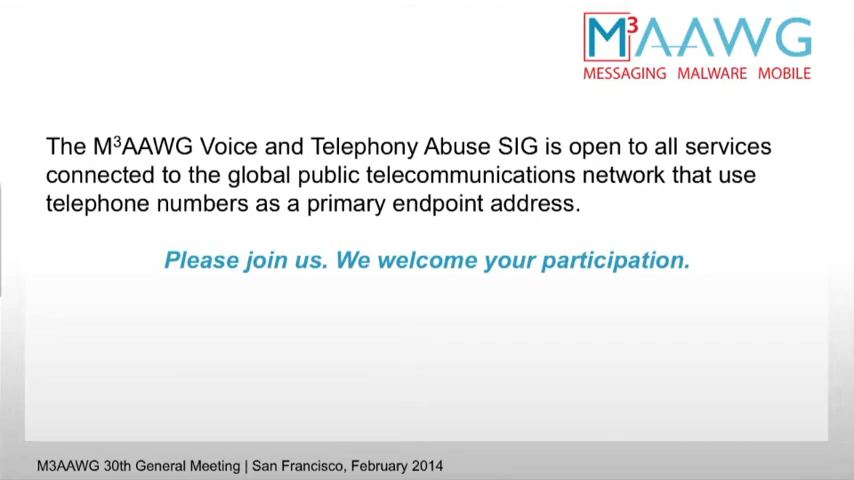 M³AAWG
MESSAGING MALWARE MOBILE
The M³AAWG Voice and Telephony Abuse SIG is open to all services
connected to the global public telecommunications network that use
telephone numbers as a primary endpoint address.
Please join us. We welcome your participation.
M3AAWG 30th General Meeting | San Francisco, February 2014